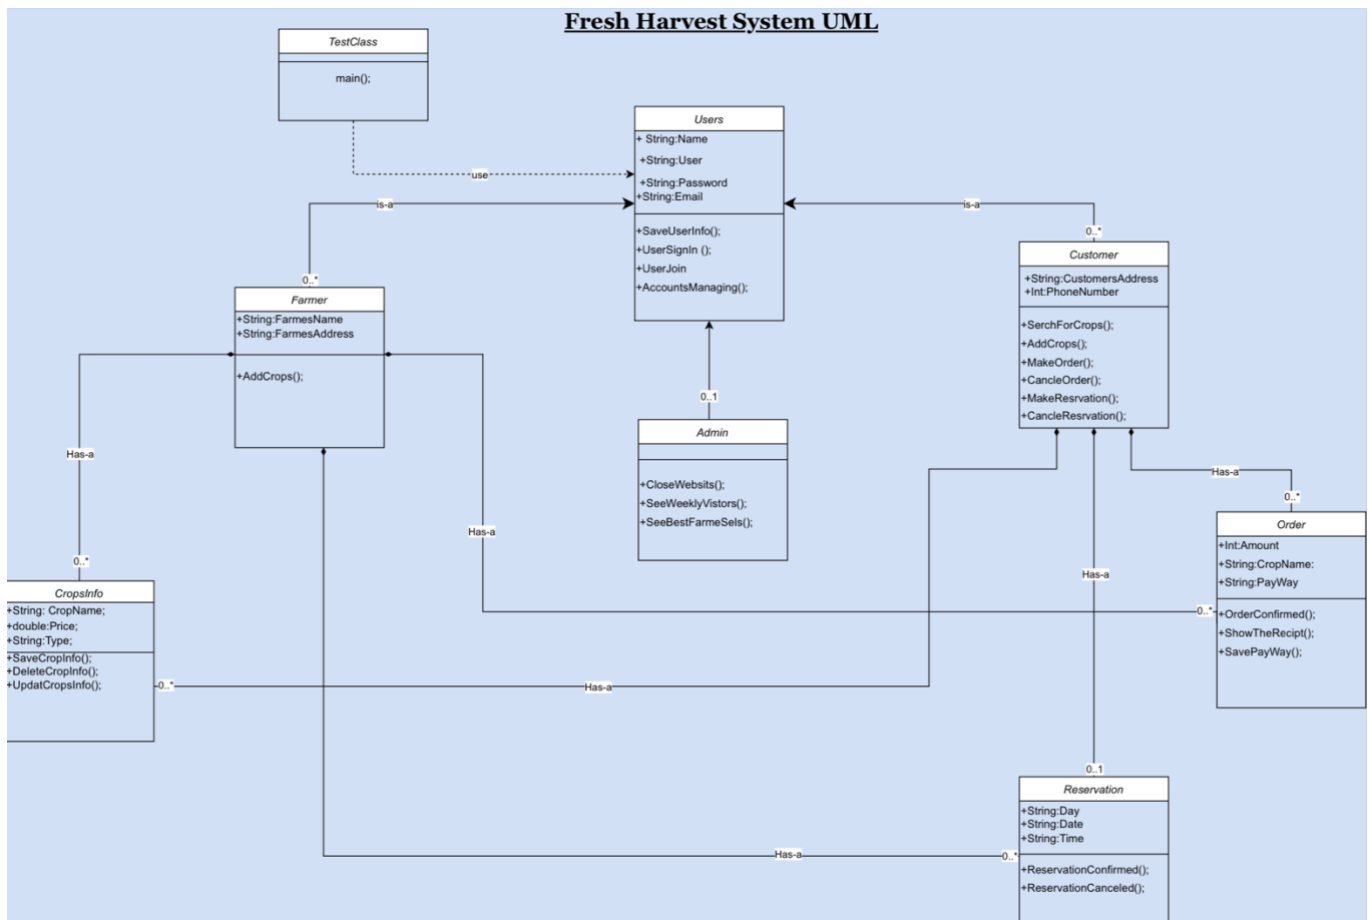 Fresh Harvest System UML
TestClass
main();
use
Users
+ String:Name
+String:User
+String:Password
+String:Email
+SaveUserInfo();
+UserSignIn ();
+UserJoin
+AccountsManaging();
is-a
0..*
is-a
0..*
Farmer
+String:FarmesName
+String:FarmesAddress
+AddCrops();
Customer
+String:CustomersAddress
+Int:PhoneNumber
+SerchForCrops();
+AddCrops();
+MakeOrder();
+CancleOrder();
+MakeResrvation();
+CancleResrvation();
0..1
Admin
+CloseWebsits();
+SeeWeeklyVistors();
+SeeBestFarmeSels();
Has-a
0..*
Has-a
0..*
Has-a
0..*
Has-a
0..1
Has-a
0..*
Has-a
0..*
CropsInfo
+String: CropName;
+double:Price;
+String:Type;
+SaveCropInfo();
+DeleteCropInfo();
+UpdatCropsInfo();
Order
+Int:Amount
+String:CropName:
+String:PayWay
+OrderConfirmed();
+ShowTheRecipt();
+SavePayWay();
Reservation
+String:Day
+String:Date
+String:Time
+ReservationConfirmed();
+ReservationCanceled();